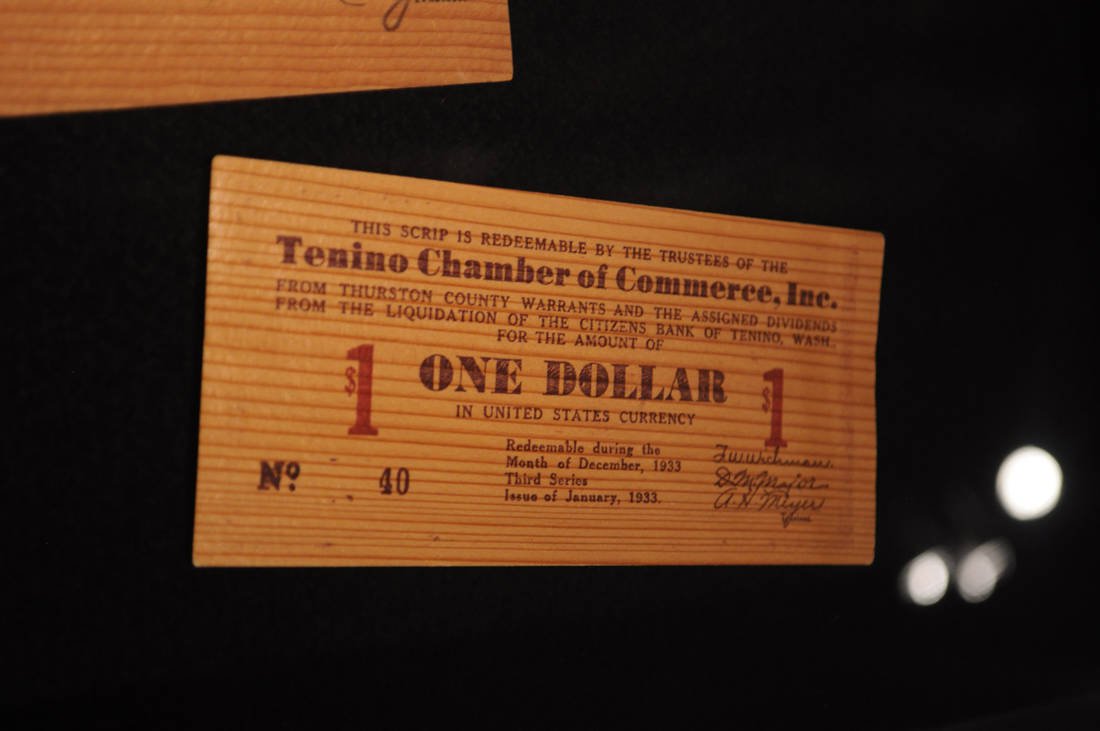 THIS SCRIP IS REDEEMABLE BY THE TRUSTEES OF THE
Tenino Chamber of Commerce, Inc.
FROM THURSTON COUNTY WARRANTS AND THE ASSIGNED DIVIDENDS
FROM THE LIQUIDATION OF THE CITIZENS BANK OF TENINO, WASH.
FOR THE AMOUNT OF
$1 ONE DOLLAR $1
IN UNITED STATES CURRENCY
Redeemable during the
Month of December, 1933
Third Series
Issue of January, 1933.
No. 40
D. M. Major
A. H. Meyer